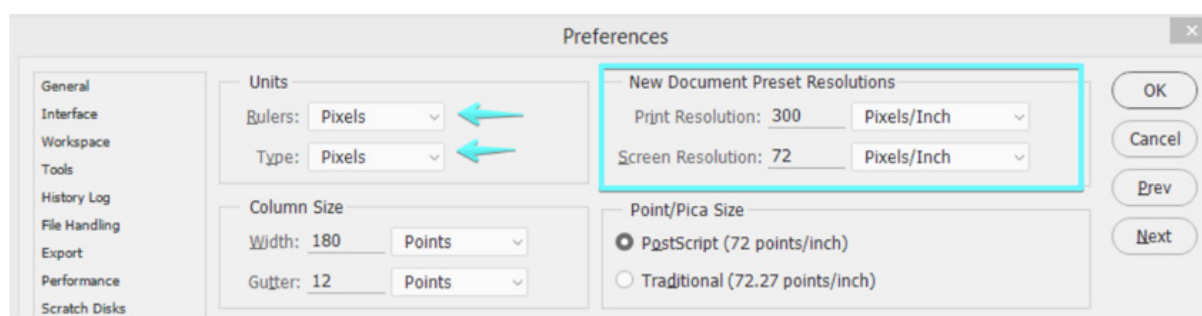 Preferences
General
Interface
Workspace
Tools
History Log
File Handling
Export
Performance
Scratch Disks
Units
Rulers: Pixels
Type: Pixels
New Document Preset Resolutions
Print Resolution: 300 Pixels/Inch
Screen Resolution: 72 Pixels/Inch
Column Size
Width: 180 Points
Gutter: 12 Points
Point/Pica Size
PostScript (72 points/inch)
Traditional (72.27 points/inch)
OK
Cancel
Prev
Next